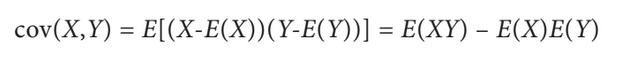 cov(X,Y) = E[(X-E(X))(Y-E(Y))] = E(XY) – E(X)E(Y)